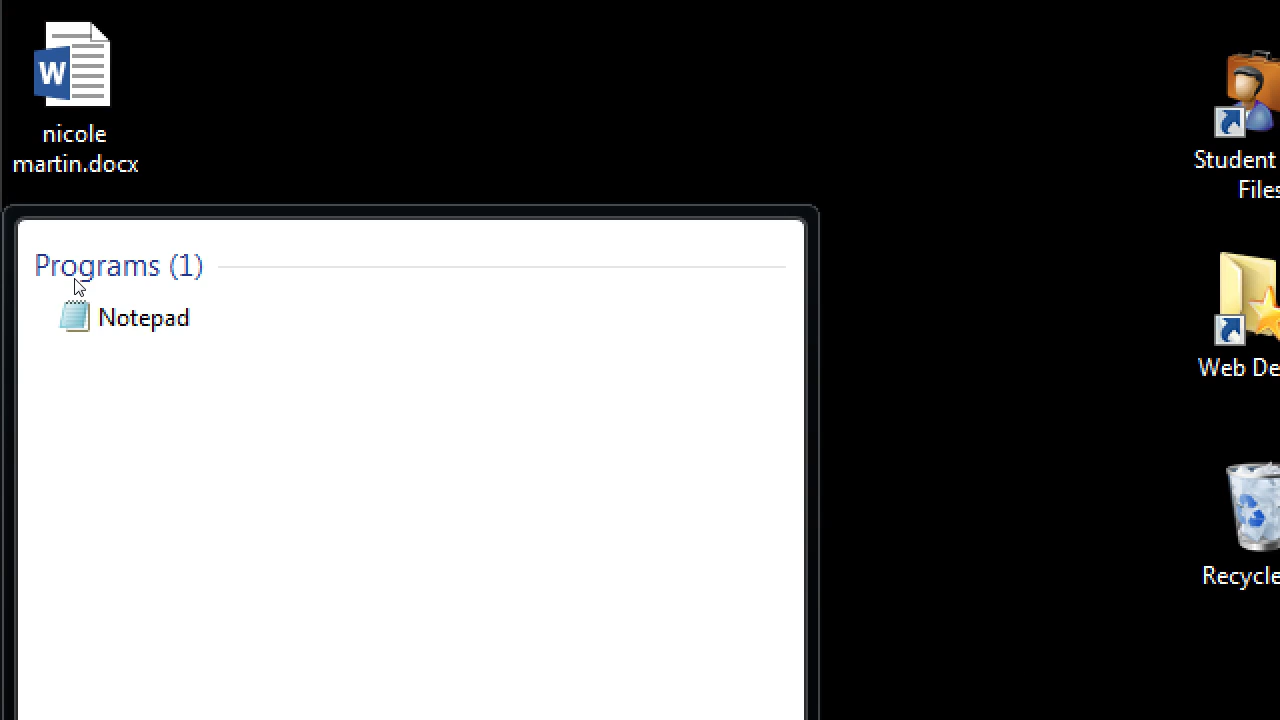 W
nicole
martin.docx
Programs (1)
Notepad
Student
Files
Web De
Recycle